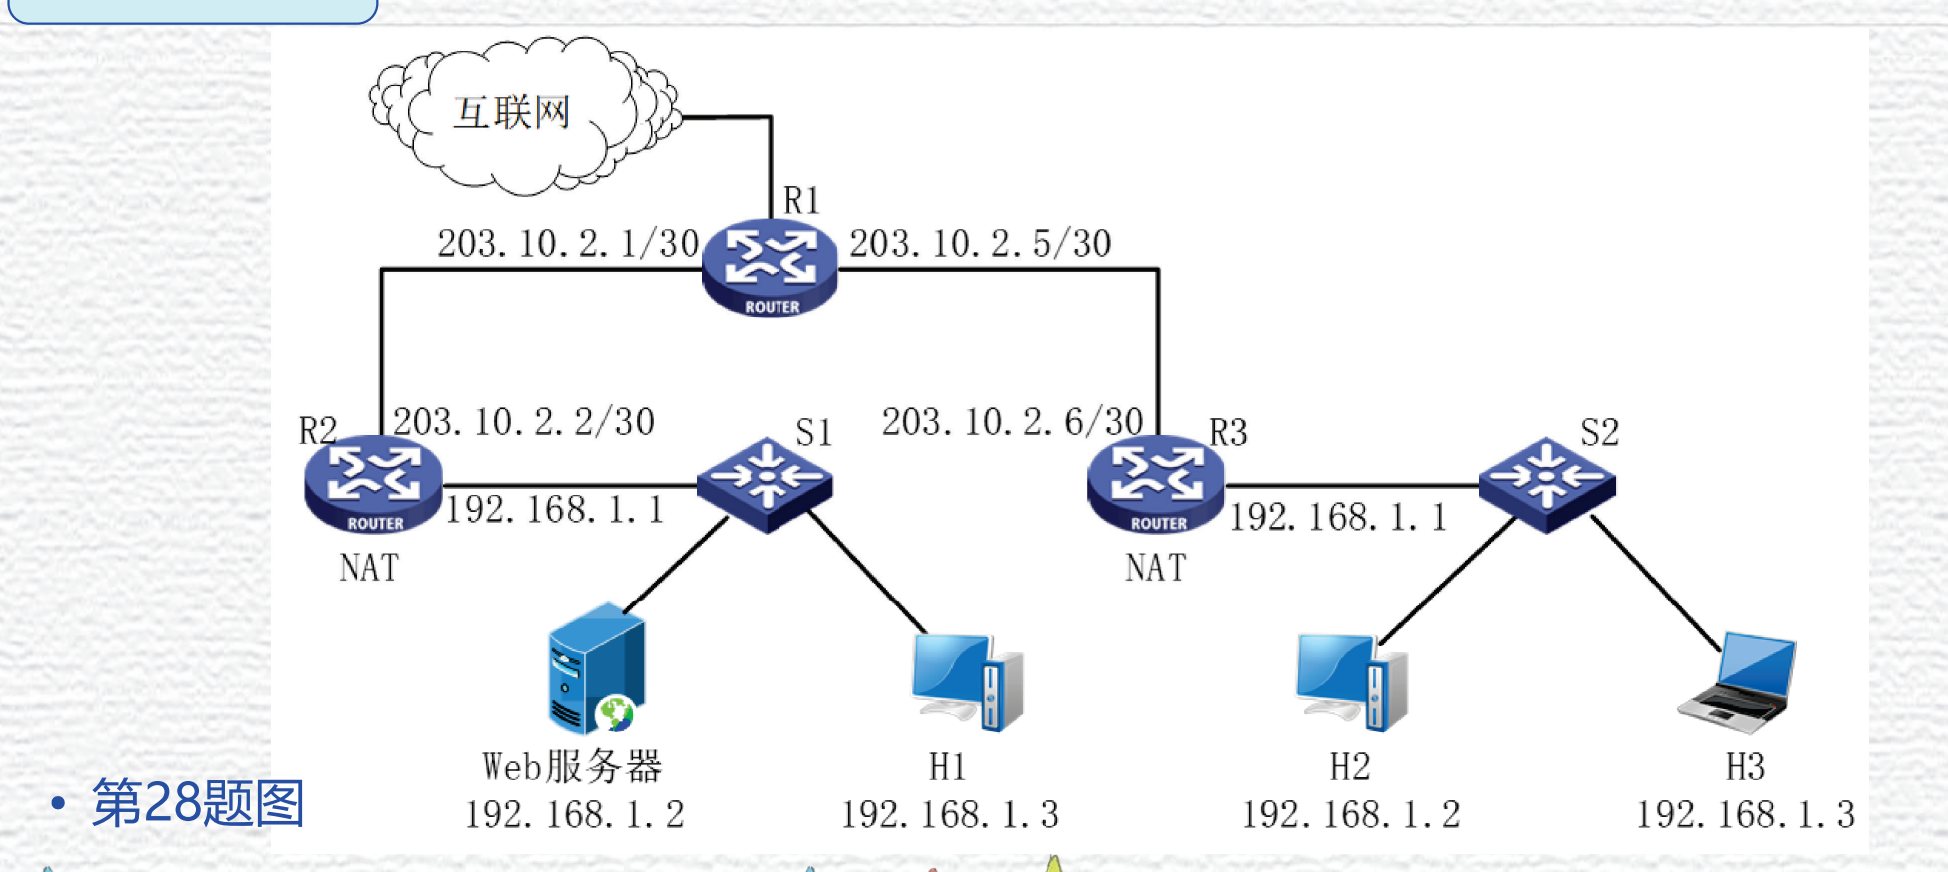 互联网
R1
203.10.2.1/30
203.10.2.5/30
ROUTER
R2
203.10.2.2/30
S1
203.10.2.6/30
R3
S2
ROUTER
192.168.1.1
ROUTER
192.168.1.1
NAT
NAT
Web服务器
H1
H2
H3
• 第28题图
192.168.1.2
192.168.1.3
192.168.1.2
192.168.1.3